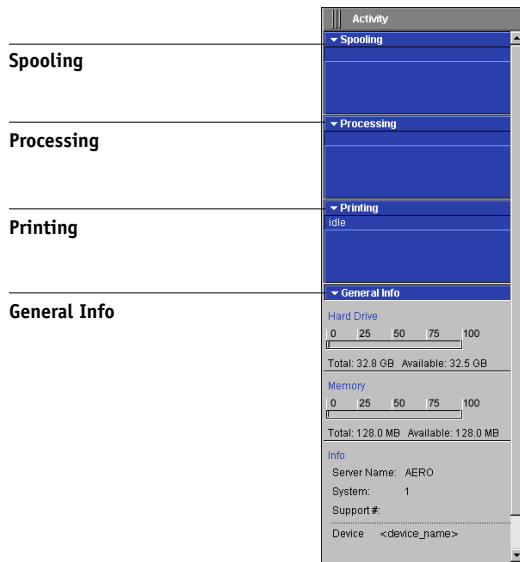 Activity
Spooling
Spooling
Processing
Processing
Printing
Printing
idle
General Info
General Info
Hard Drive
0 25 50 75 100
Total: 32.8 GB Available: 32.5 GB
Memory
0 25 50 75 100
Total: 128.0 MB Available: 128.0 MB
Info
Server Name: AERO
System: 1
Support #:
Device <device_name>